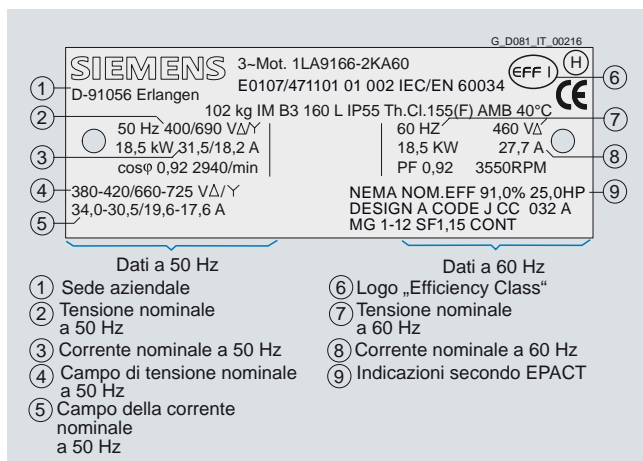 G_D081_IT_00216
SIEMENS
D-91056 Erlangen
3~Mot. 1LA9166-2KA60
E0107/471101 01 002 IEC/EN 60034
EFF I
H
CE
102 kg IM B3 160 L IP55 Th.Cl.155(F) AMB 40°C
50 Hz 400/690 V∆/Y
18,5 kW 31,5/18,2 A
cosφ 0,92 2940/min
380-420/660-725 V∆/Y
34,0-30,5/19,6-17,6 A
60 HZ 460 V∆
18,5 KW 27,7 A
PF 0,92 3550RPM
NEMA NOM.EFF 91,0% 25,0HP
DESIGN A CODE J CC 032 A
MG 1-12 SF1,15 CONT
1
2
3
4
5
6
7
8
9
Dati a 50 Hz
Dati a 60 Hz
1 Sede aziendale
2 Tensione nominale
a 50 Hz
3 Corrente nominale a 50 Hz
4 Campo di tensione nominale
a 50 Hz
5 Campo della corrente
nominale
a 50 Hz
6 Logo „Efficiency Class“
7 Tensione nominale
a 60 Hz
8 Corrente nominale a 60 Hz
9 Indicazioni secondo EPACT